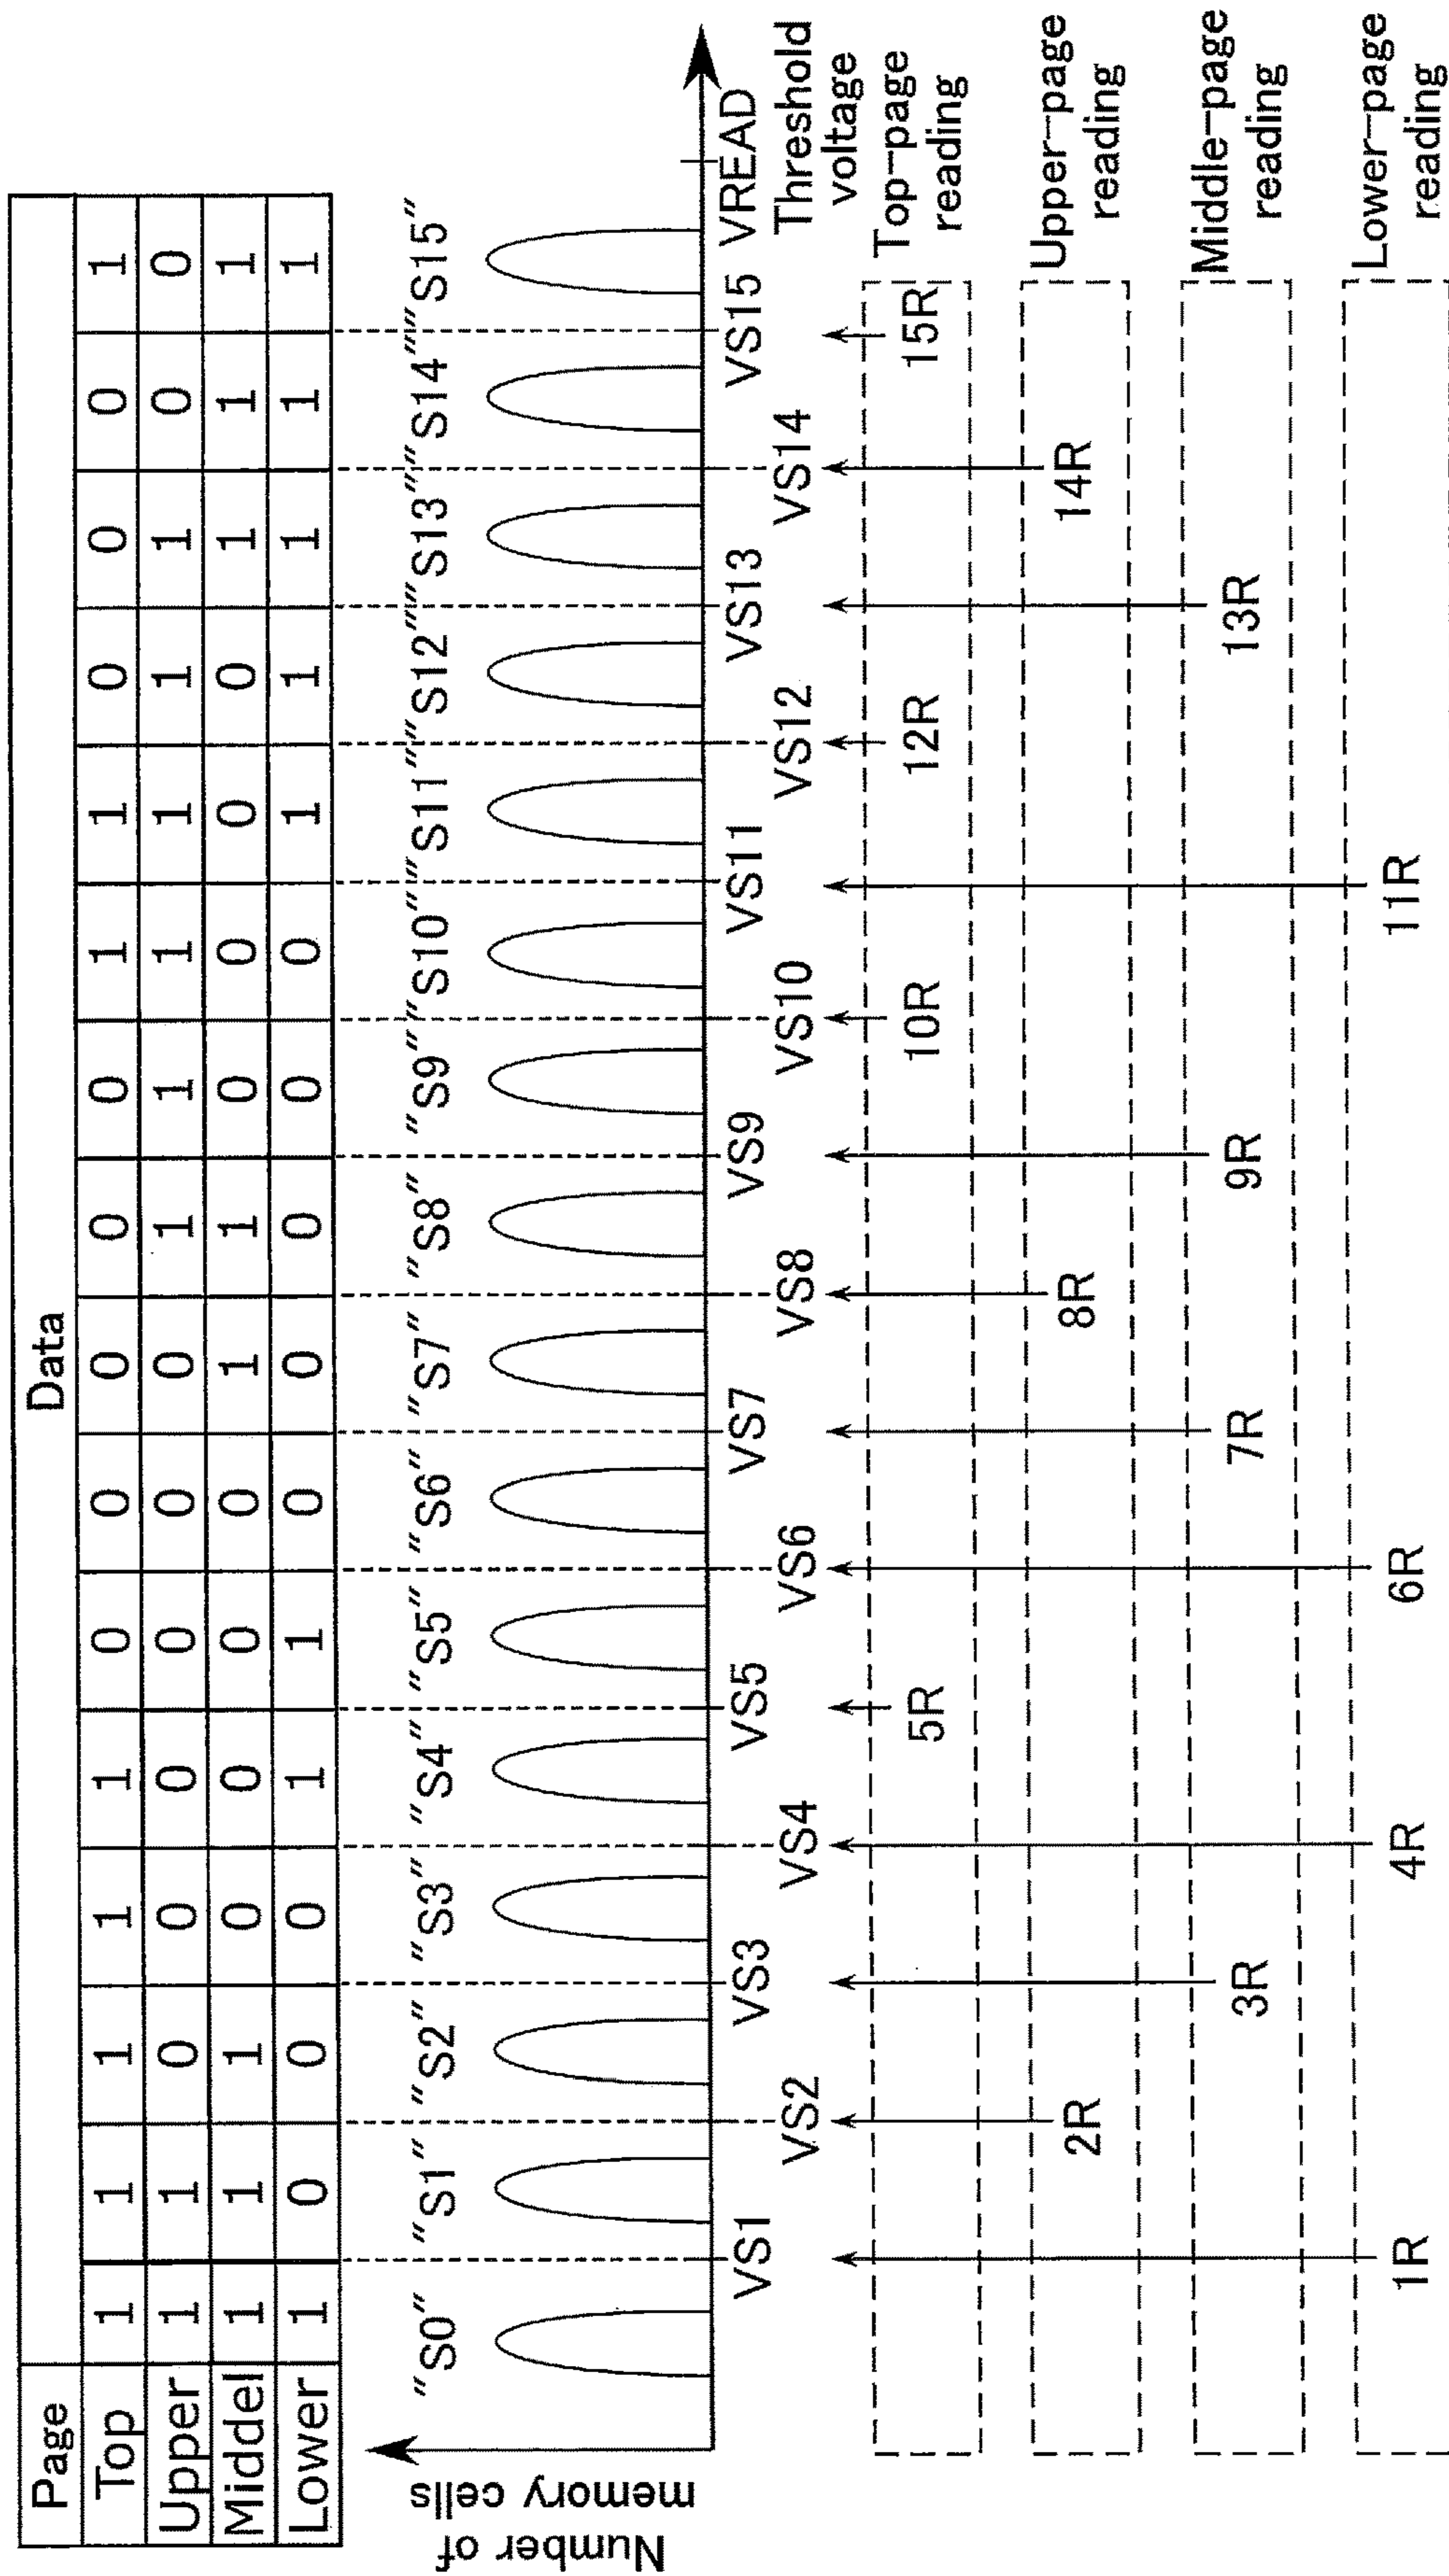 Page Data
Top 1 1 1 1 1 0 0 0 0 0 1 1 0 0 0 1
Upper 1 1 0 0 0 0 0 0 1 1 1 1 1 1 0 0
Middel 1 1 1 0 0 0 0 1 1 0 0 0 0 1 1 1
Lower 1 0 0 0 1 1 0 0 0 0 0 1 1 1 1 1
Number of
memory cells
"S0" "S1" "S2" "S3" "S4" "S5" "S6" "S7" "S8" "S9" "S10" "S11" "S12" "S13" "S14" "S15"
VS1 VS3 VS5 VS7 VS9 VS11 VS13 VS15 VREAD
VS2 VS4 VS6 VS8 VS10 VS12 VS14 Threshold
voltage
5R 10R 12R 15R Top-page
reading
2R 8R 14R Upper-page
reading
3R 7R 9R 13R Middle-page
reading
1R 4R 6R 11R Lower-page
reading